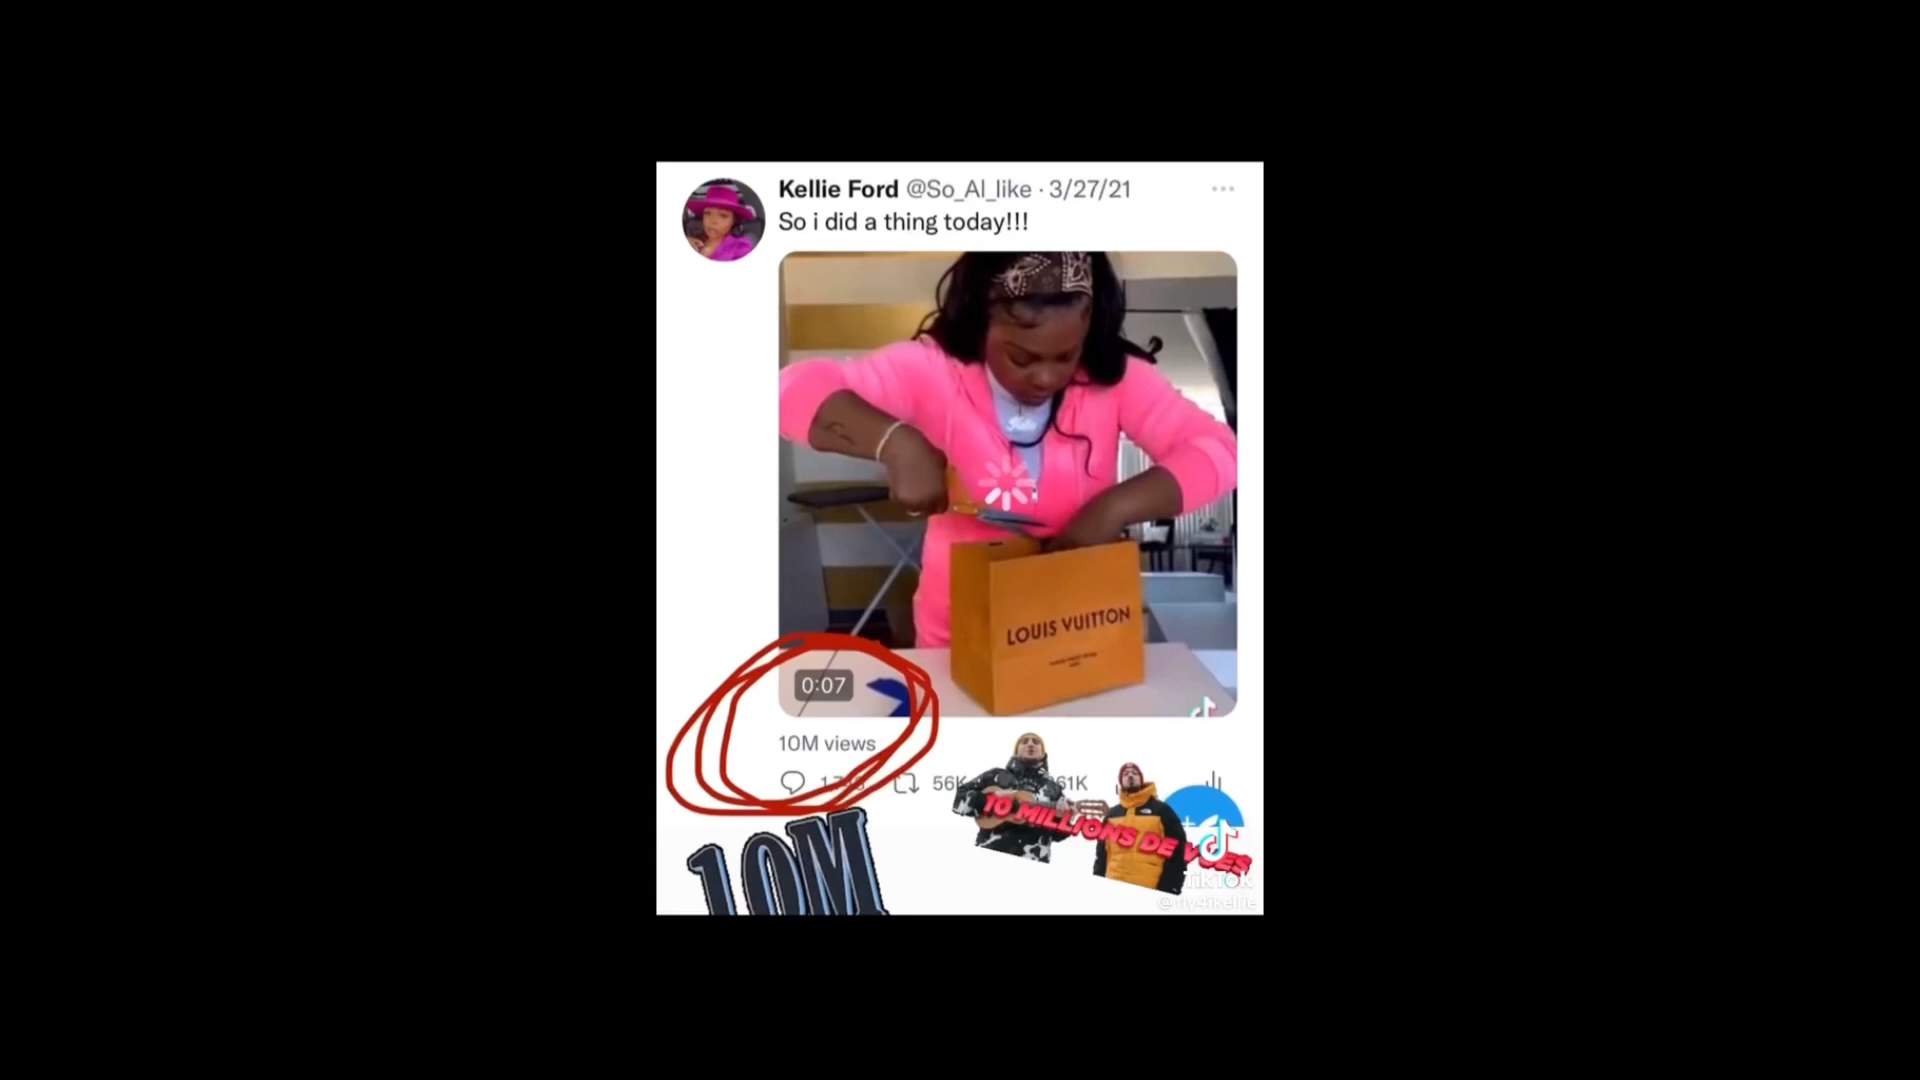 Kellie Ford @So_Al_like · 3/27/21
So i did a thing today!!!
LOUIS VUITTON
0:07
10M views
56K
61K
10 MILLIONS DE VUES
10M
TikTok